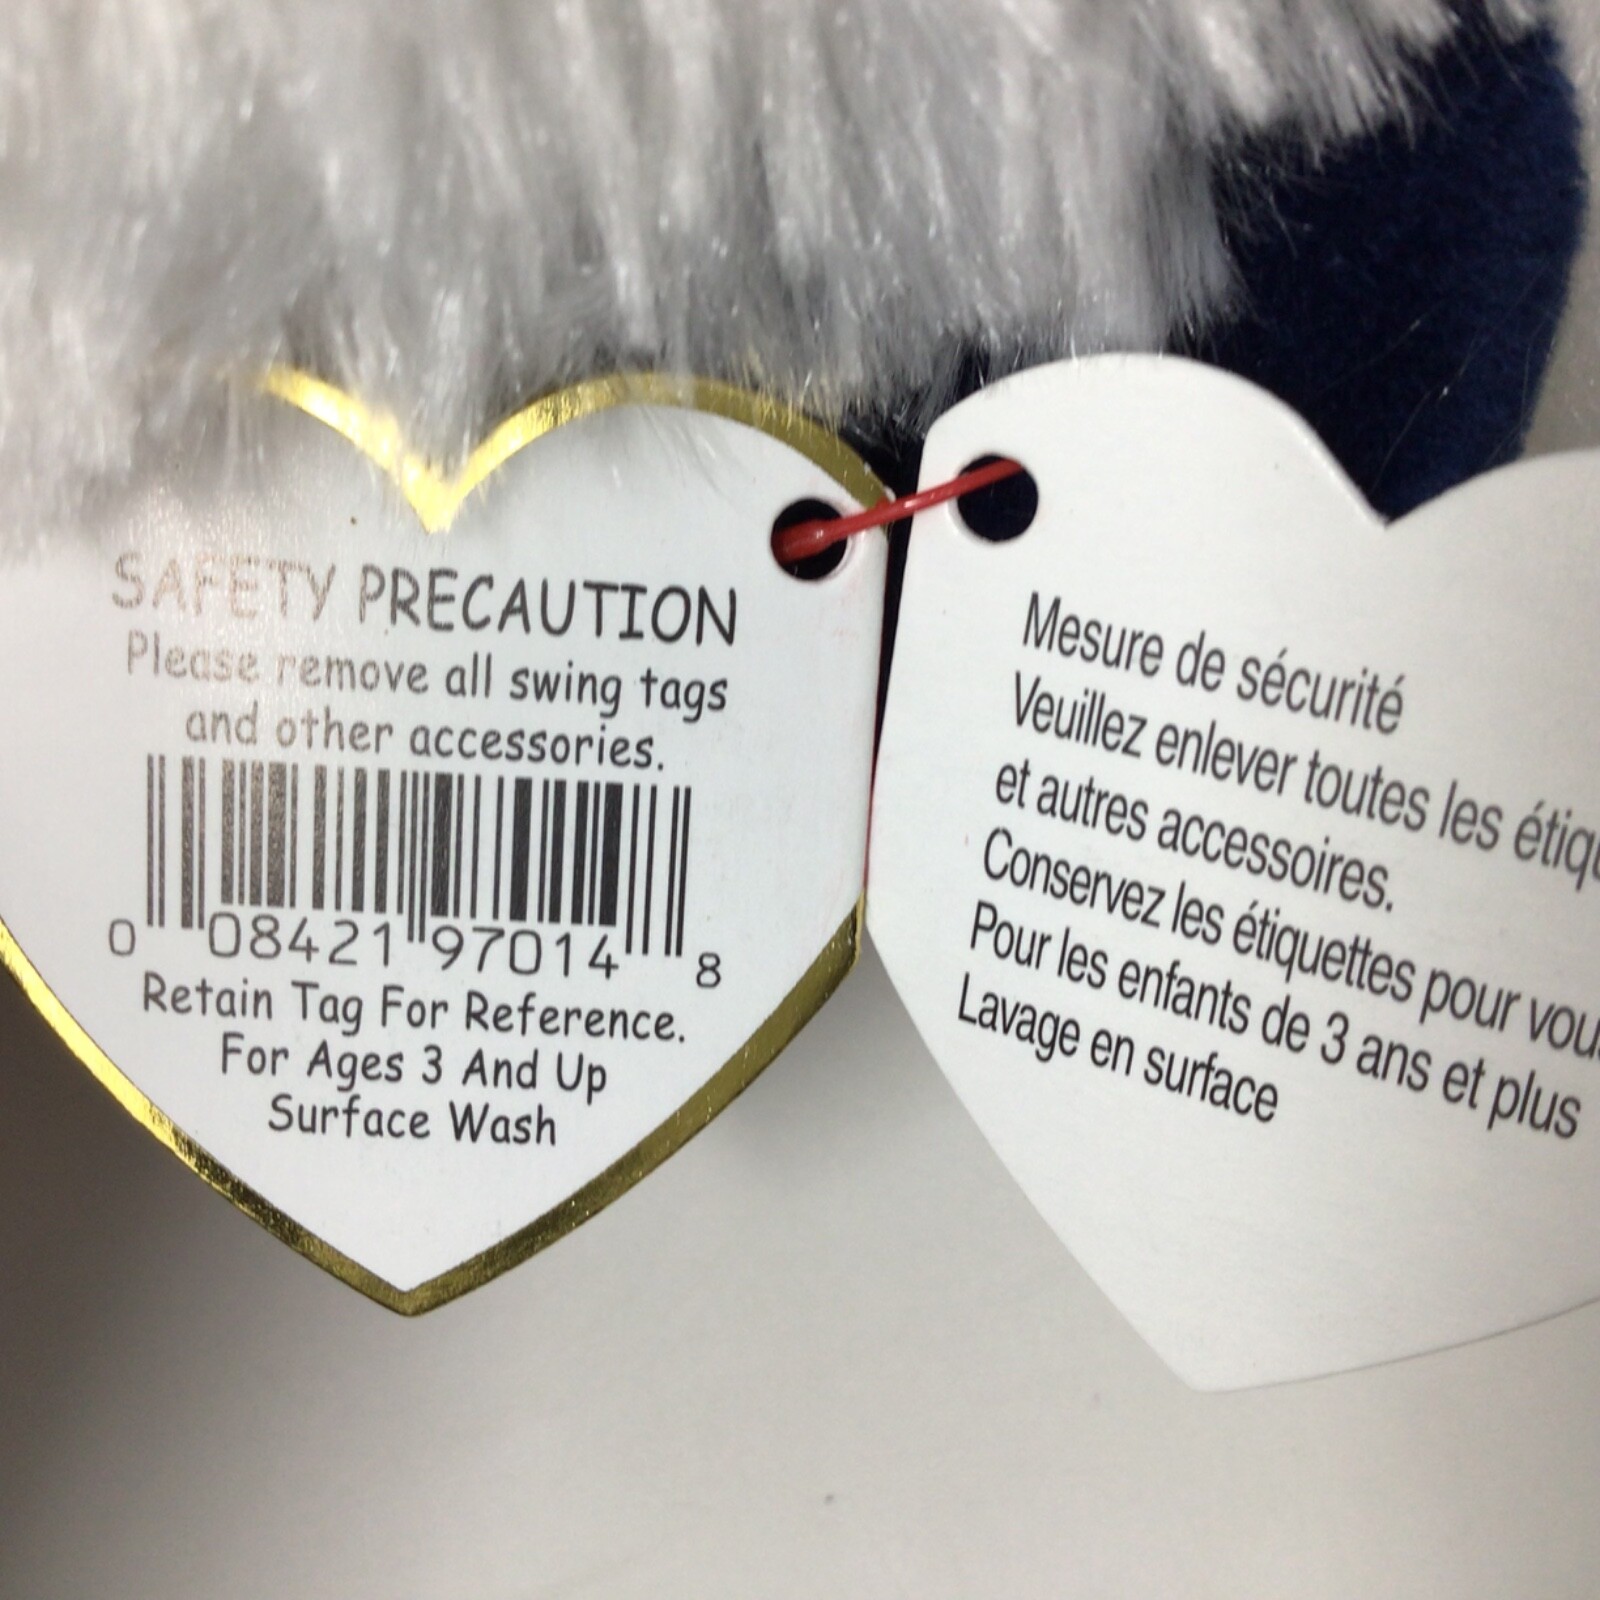 SAFETY PRECAUTION
Please remove all swing tags
and other accessories.
0 08421 97014 8
Retain Tag For Reference.
For Ages 3 And Up
Surface Wash
Mesure de sécurité
Veuillez enlever toutes les
et autres accessoires.
Conservez les étiquettes pour
Pour les enfants de 3 ans et plus
Lavage en surface